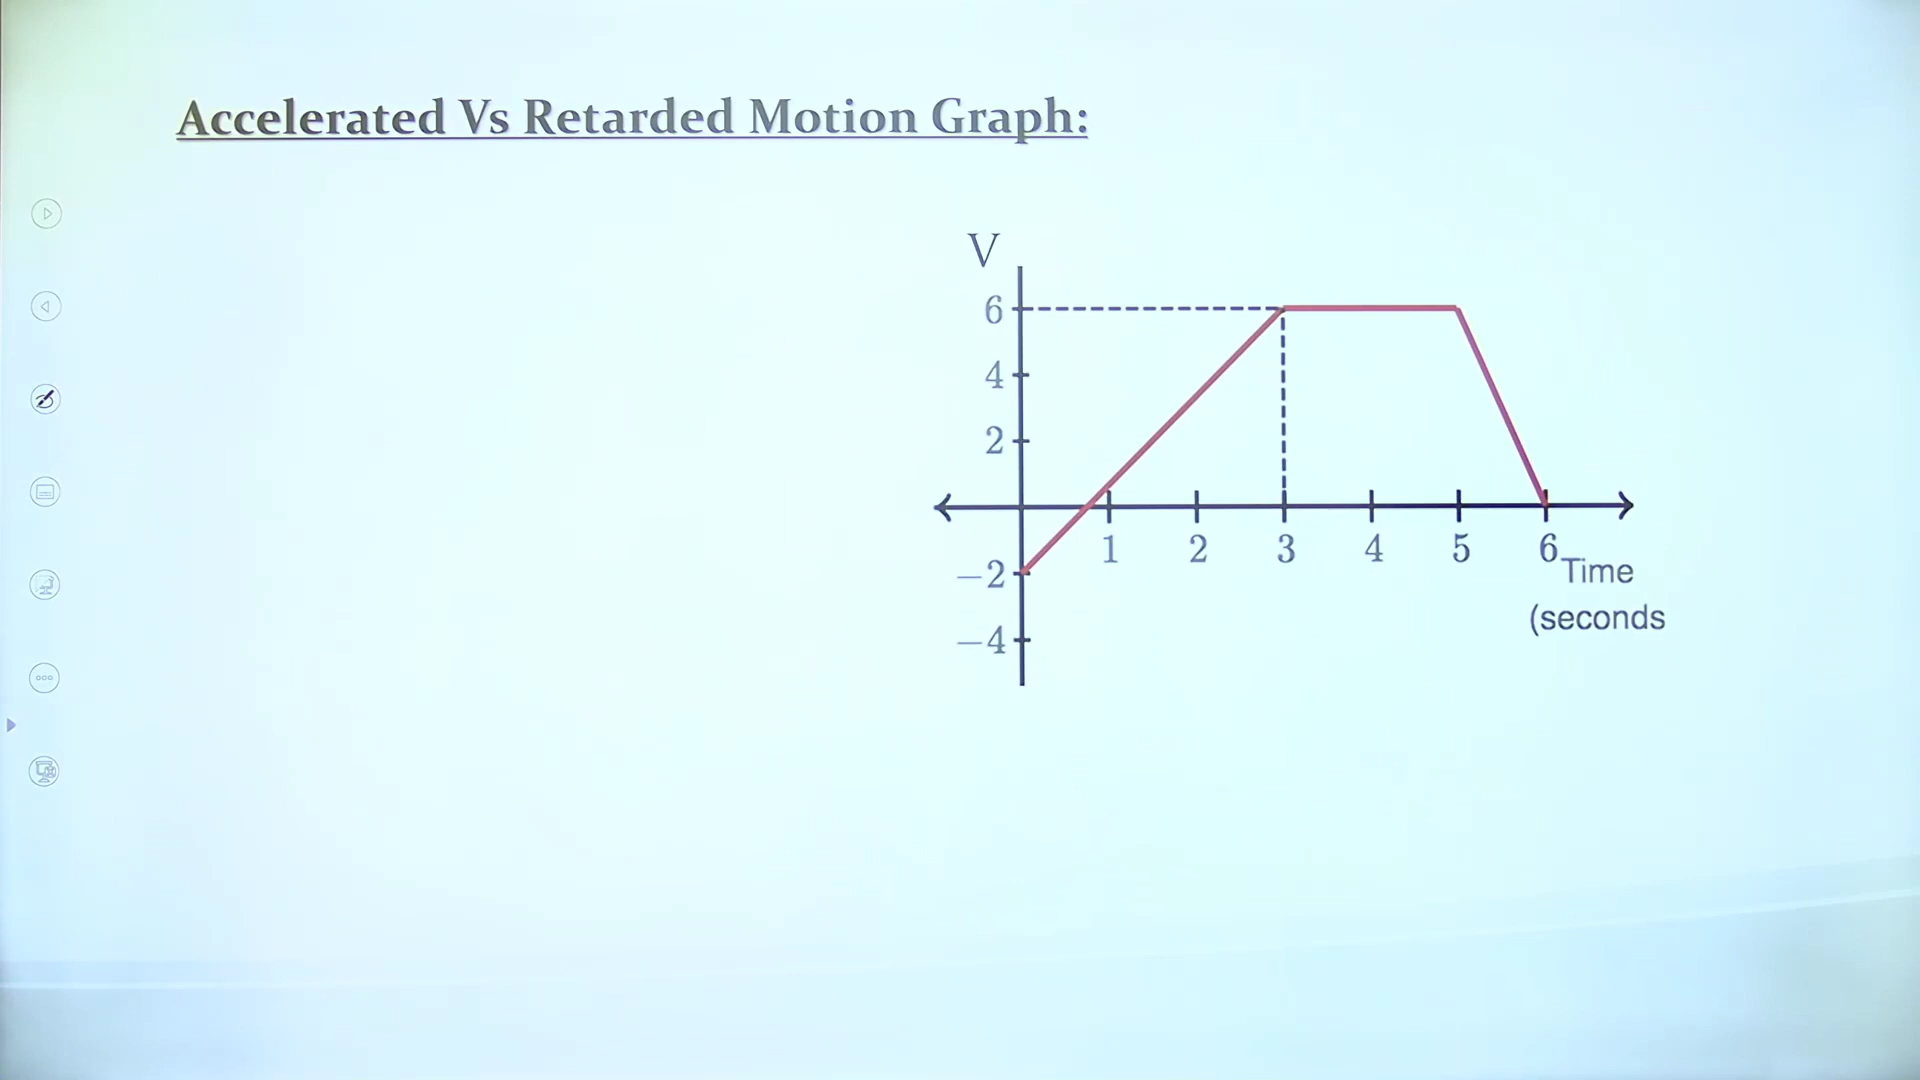 Accelerated Vs Retarded Motion Graph:
V
6
4
2
1 2 3 4 5 6
Time
(seconds
−2
−4